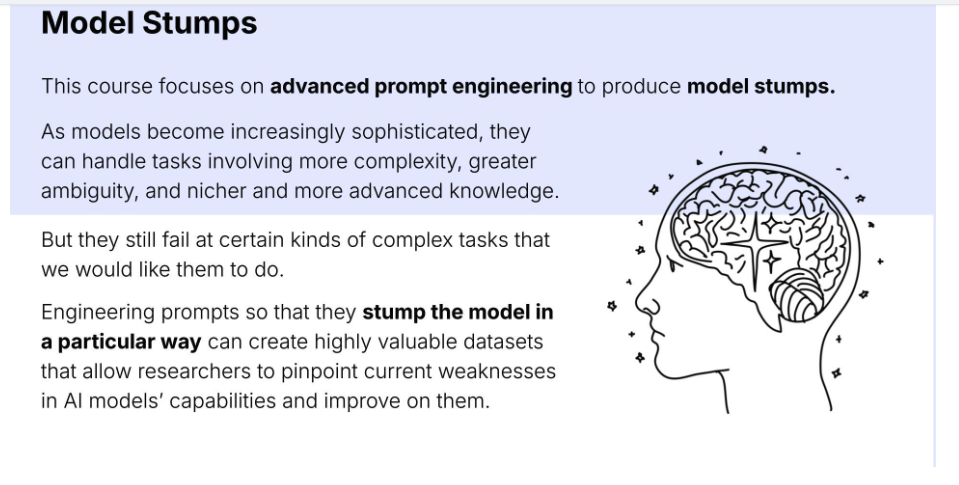 Model Stumps
This course focuses on advanced prompt engineering to produce model stumps.
As models become increasingly sophisticated, they
can handle tasks involving more complexity, greater
ambiguity, and nicher and more advanced knowledge.
But they still fail at certain kinds of complex tasks that
we would like them to do.
Engineering prompts so that they stump the model in
a particular way can create highly valuable datasets
that allow researchers to pinpoint current weaknesses
in AI models’ capabilities and improve on them.